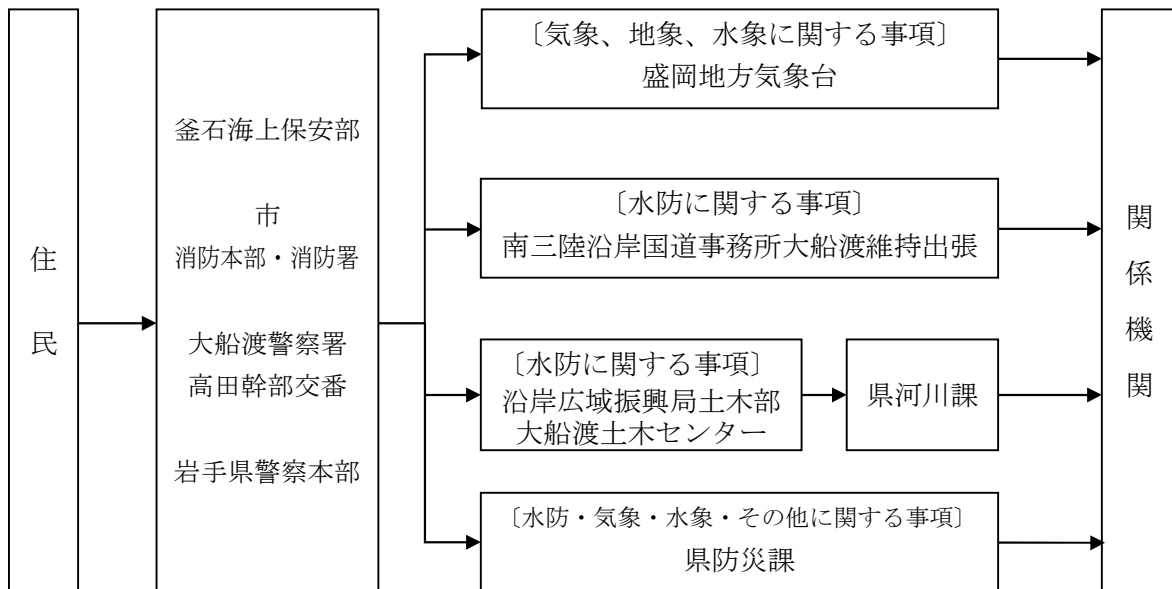 住民
釜石海上保安部
市
消防本部・消防署
大船渡警察署
高田幹部交番
岩手県警察本部
〔気象、地象、水象に関する事項〕
盛岡地方気象台
〔水防に関する事項〕
南三陸沿岸国道事務所大船渡維持出張
〔水防に関する事項〕
沿岸広域振興局土木部
大船渡土木センター
県河川課
〔水防・気象・水象・その他に関する事項〕
県防災課
関係機関